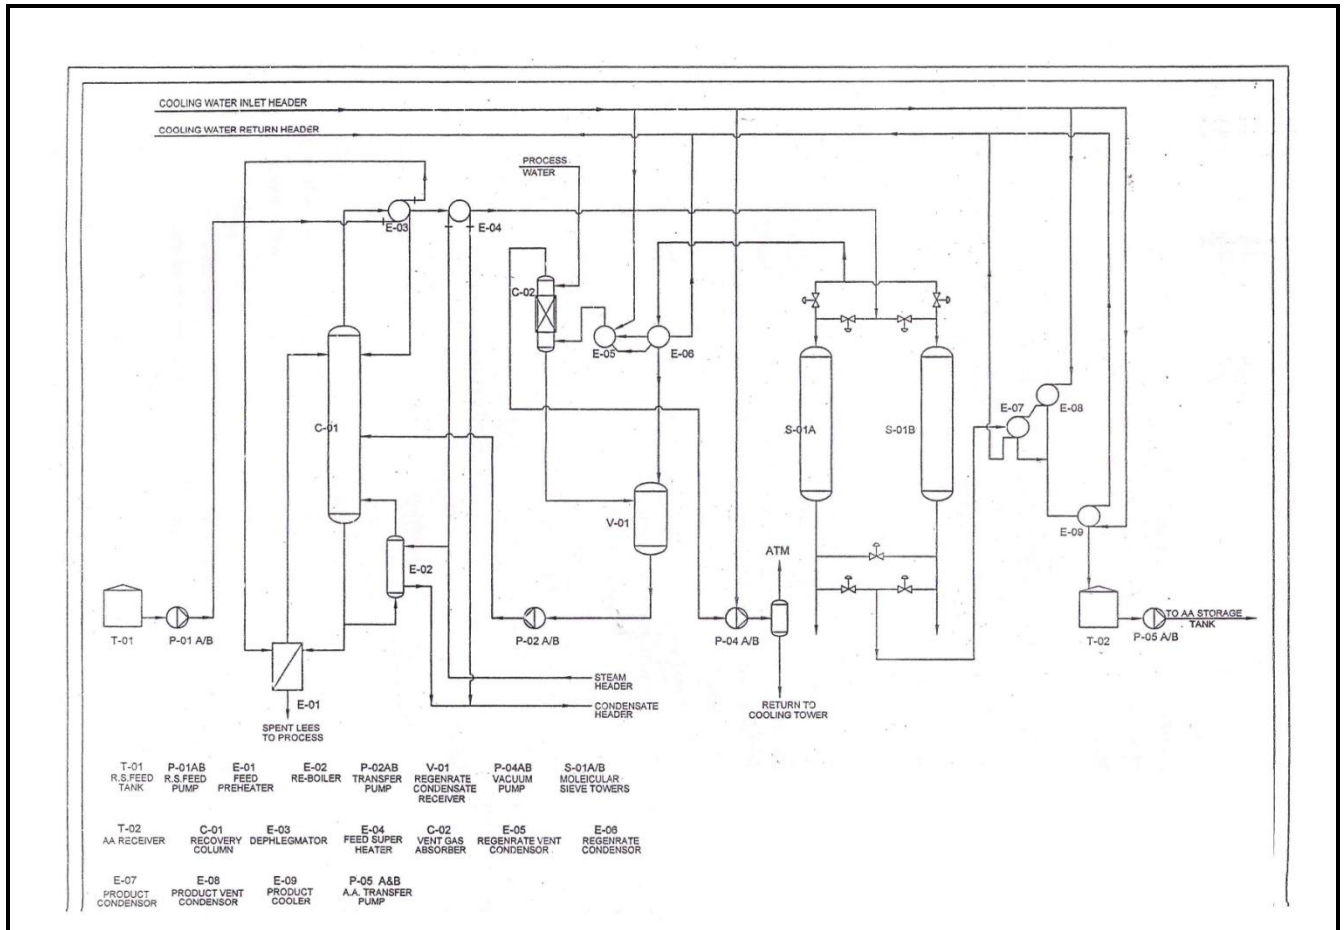 COOLING WATER INLET HEADER
COOLING WATER RETURN HEADER
PROCESS
WATER
E-03
E-04
C-02
E-05
E-06
C-01
S-01A
S-01B
E-07
E-08
V-01
E-09
E-02
ATM
T-01
P-01 A/B
P-02 A/B
P-04 A/B
T-02
P-05 A/B
TO AA STORAGE
TANK
E-01
STEAM
HEADER
CONDENSATE
HEADER
RETURN TO
COOLING TOWER
SPENT LEES
TO PROCESS
T-01
R.S.FEED
TANK
P-01AB
R.S.FEED
PUMP
E-01
FEED
PREHEATER
E-02
RE-BOILER
P-02AB
TRANSFER
PUMP
V-01
REGENRATE
CONDENSATE
RECEIVER
P-04AB
VACUUM
PUMP
S-01A/B
MOLEICULAR
SIEVE TOWERS
T-02
AA RECEIVER
C-01
RECOVERY
COLUMN
E-03
DEPHLEGMATOR
E-04
FEED SUPER
HEATER
C-02
VENT GAS
ABSORBER
E-05
REGENRATE VENT
CONDENSOR
E-06
REGENRATE
CONDENSOR
E-07
PRODUCT
CONDENSOR
E-08
PRODUCT VENT
CONDENSOR
E-09
PRODUCT
COOLER
P-05 A&B
A.A. TRANSFER
PUMP